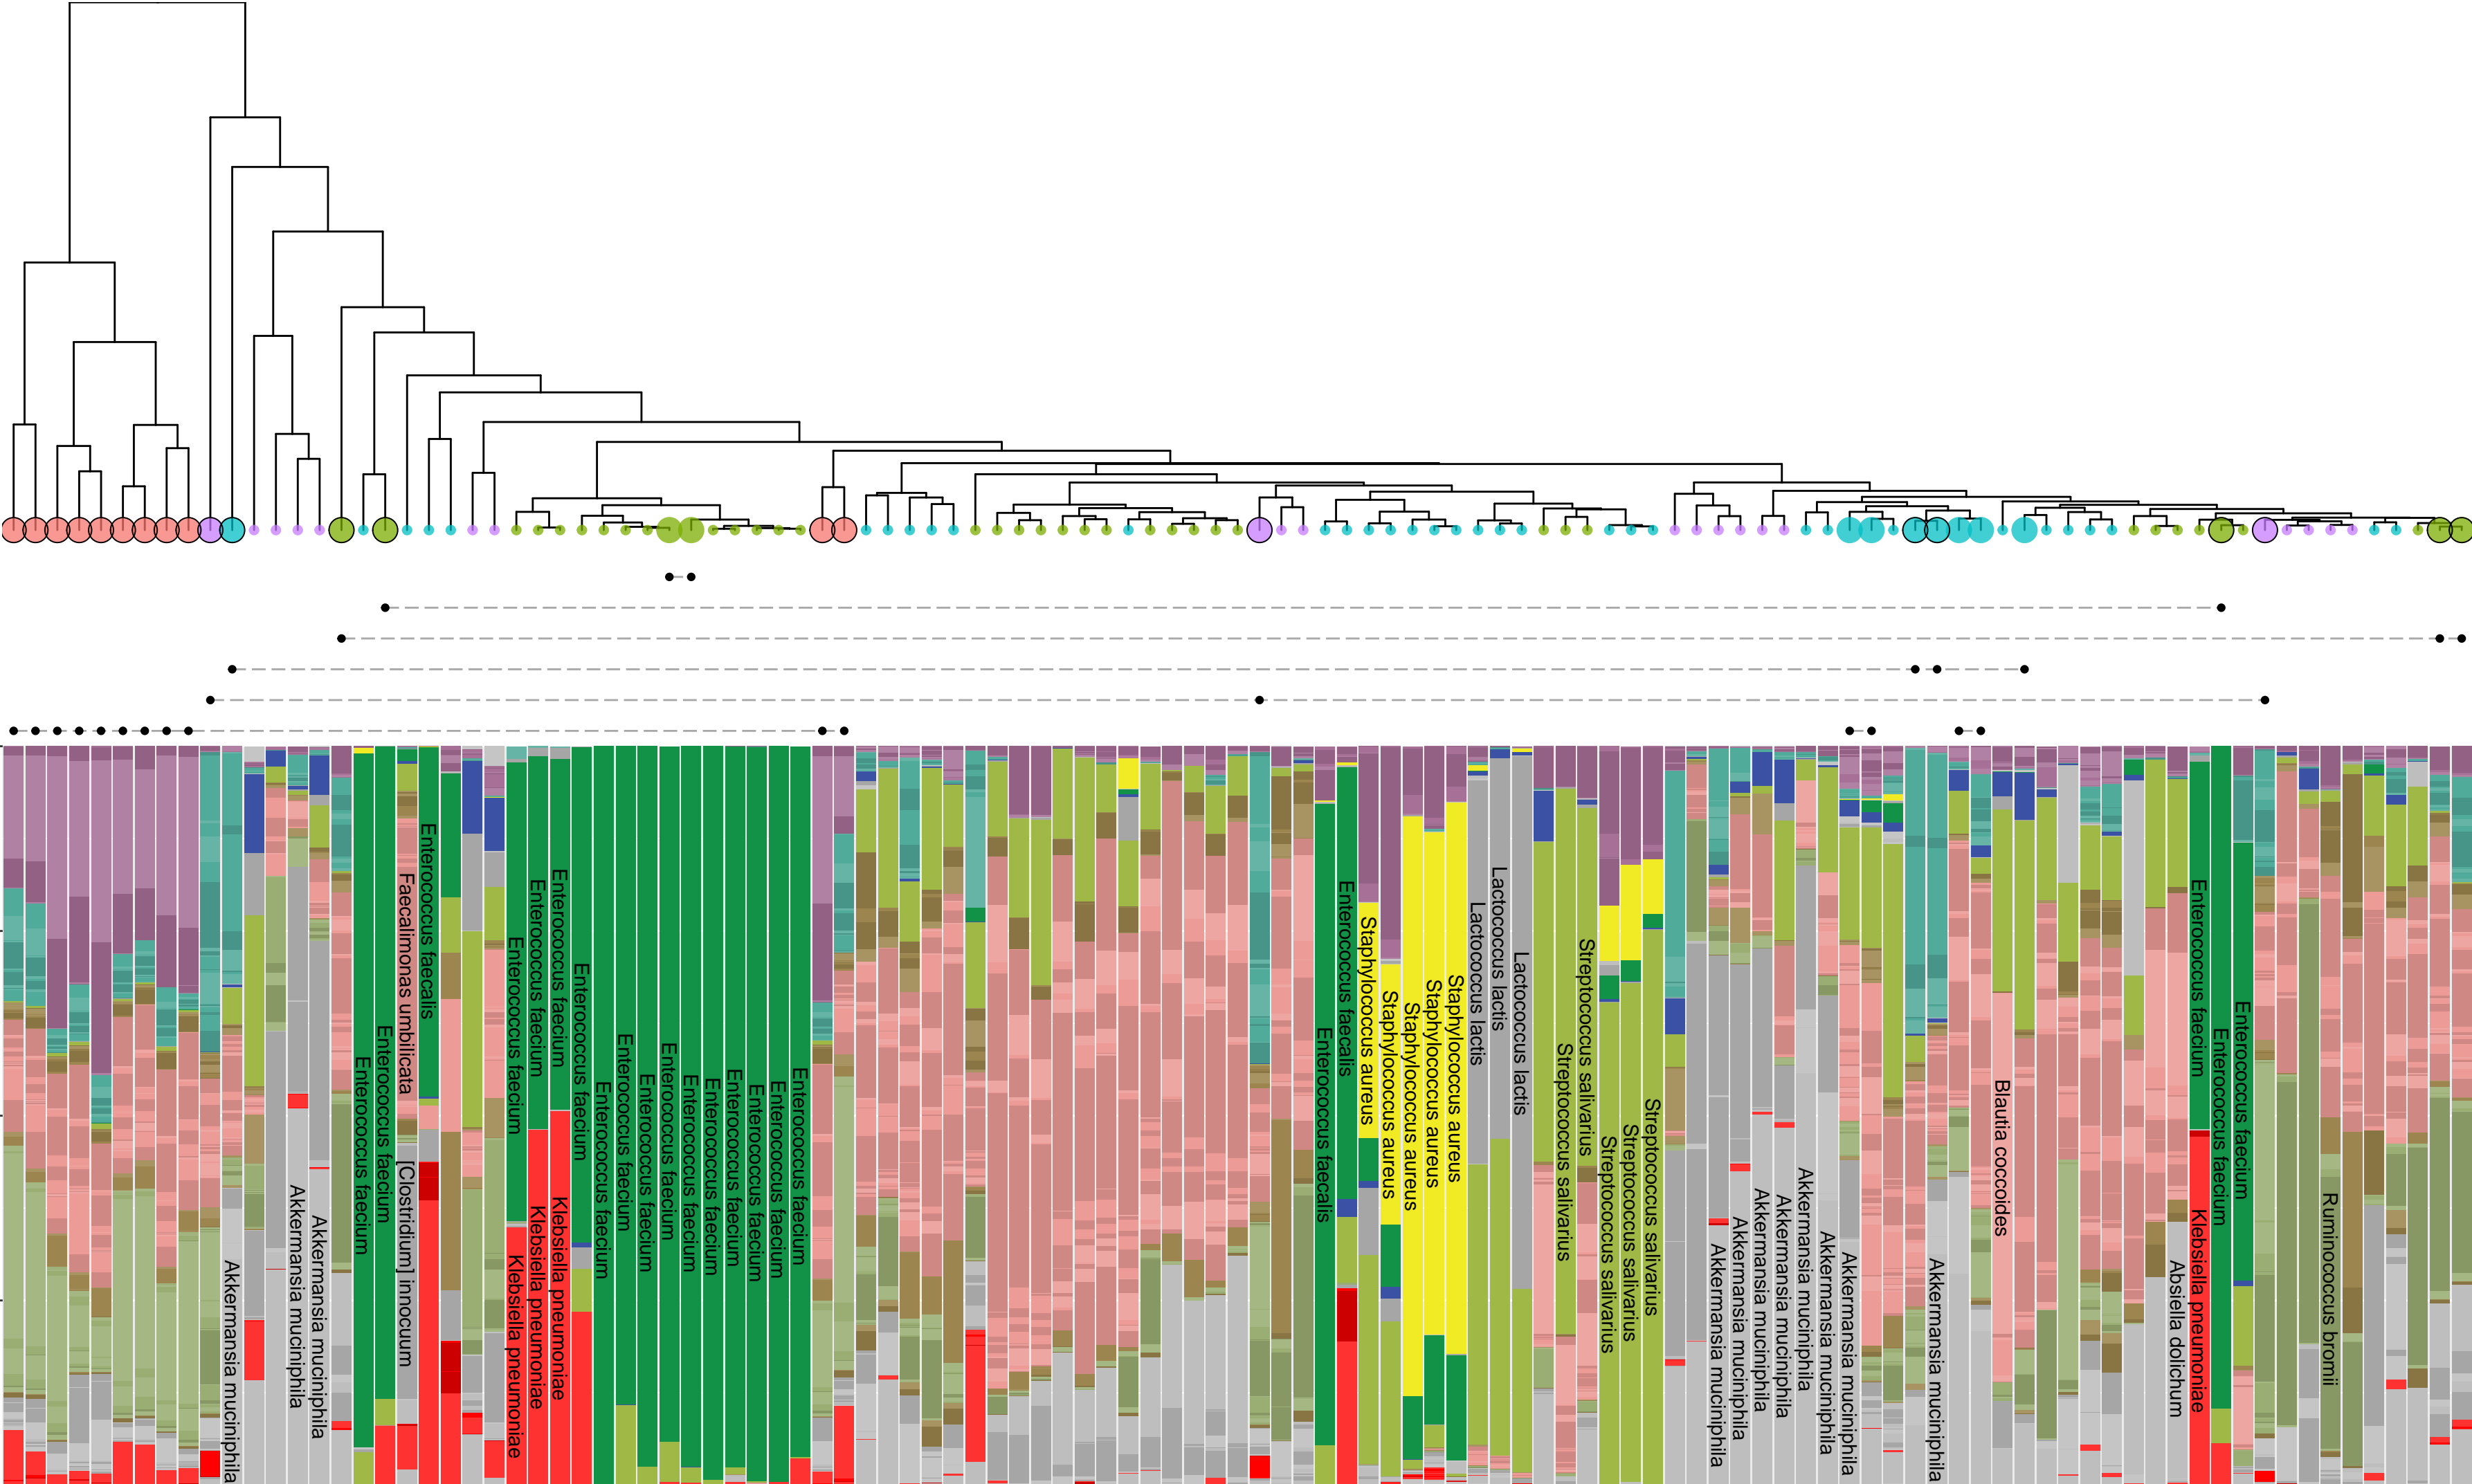 Akkermansia muciniphila
Akkermansia muciniphila
Akkermansia muciniphila
Enterococcus faecium
Enterococcus faecium
Faecalimonas umbilicata
[Clostridium] innocuum
Enterococcus faecalis
Enterococcus faecium
Klebsiella pneumoniae
Enterococcus faecium
Klebsiella pneumoniae
Enterococcus faecium
Klebsiella pneumoniae
Enterococcus faecium
Enterococcus faecium
Enterococcus faecium
Enterococcus faecium
Enterococcus faecium
Enterococcus faecium
Enterococcus faecium
Enterococcus faecium
Enterococcus faecium
Enterococcus faecium
Enterococcus faecium
Enterococcus faecalis
Enterococcus faecalis
Staphylococcus aureus
Staphylococcus aureus
Staphylococcus aureus
Staphylococcus aureus
Staphylococcus aureus
Lactococcus lactis
Lactococcus lactis
Lactococcus lactis
Streptococcus salivarius
Streptococcus salivarius
Streptococcus salivarius
Streptococcus salivarius
Streptococcus salivarius
Akkermansia muciniphila
Akkermansia muciniphila
Akkermansia muciniphila
Akkermansia muciniphila
Akkermansia muciniphila
Akkermansia muciniphila
Akkermansia muciniphila
Akkermansia muciniphila
Blautia coccoides
Absiella dolichum
Enterococcus faecium
Klebsiella pneumoniae
Enterococcus faecium
Enterococcus faecium
Ruminococcus bromii